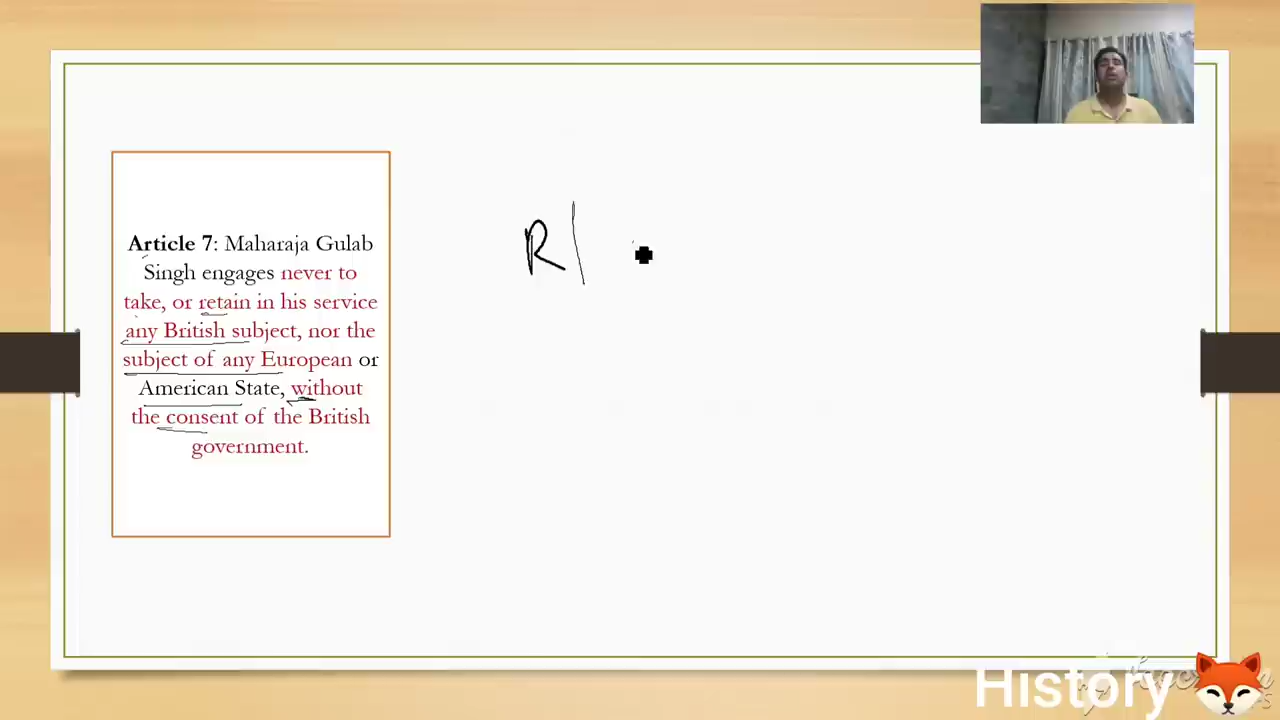 Article 7: Maharaja Gulab
Singh engages never to
take, or retain in his service
any British subject, nor the
subject of any European or
American State, without
the consent of the British
government.
R
History